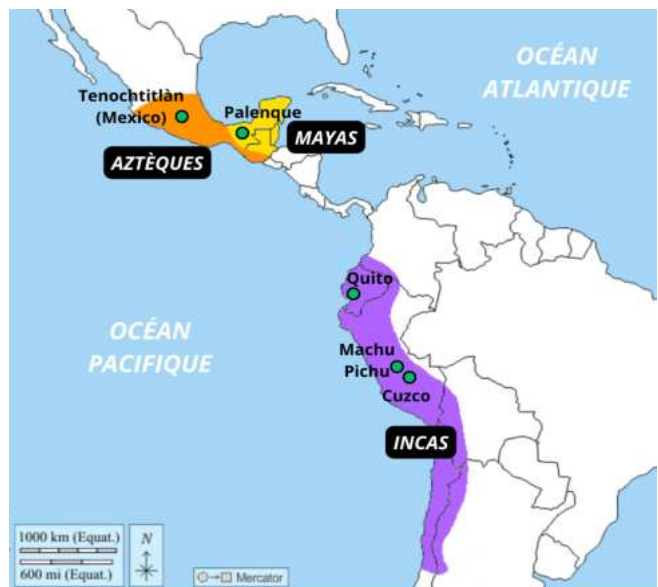 OCÉAN
ATLANTIQUE
Tenochtitlàn
(Mexico)
Palenque
MAYAS
AZTÈQUES
Quito
OCÉAN
PACIFIQUE
Machu
Pichu
Cuzco
INCAS
1000 km (Equat.)
600 mi (Equat.)
N
Mercator